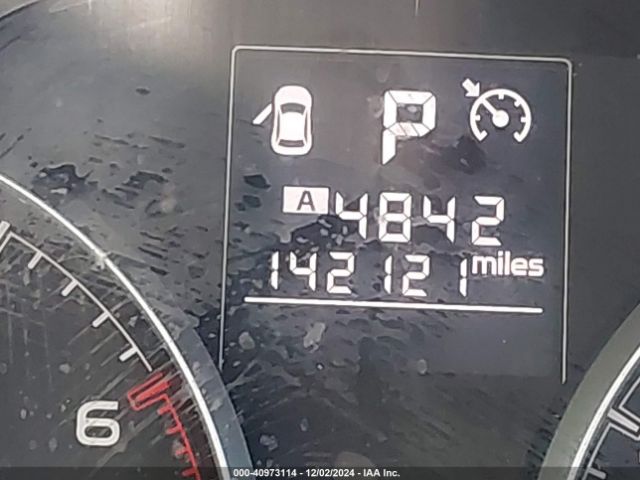 P
A 4842
142121 miles
6
000-40973114 - 12/02/2024 - IAA Inc.